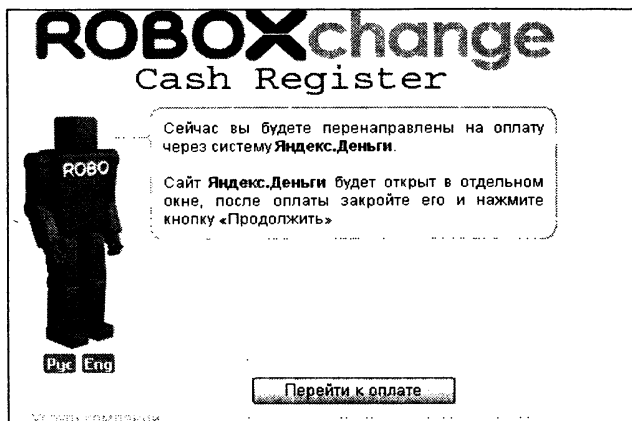 ROBOXchange
Cash Register
Сейчас вы будете перенаправлены на оплату
через систему Яндекс.Деньги.
Сайт Яндекс.Деньги будет открыт в отдельном
окне, после оплаты закройте его и нажмите
кнопку «Продолжить»
ROBO
Рус Eng
Перейти к оплате